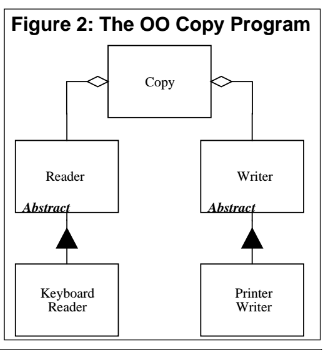 Figure 2: The OO Copy Program
Copy
Reader
Writer
Abstract
Abstract
Keyboard
Reader
Printer
Writer